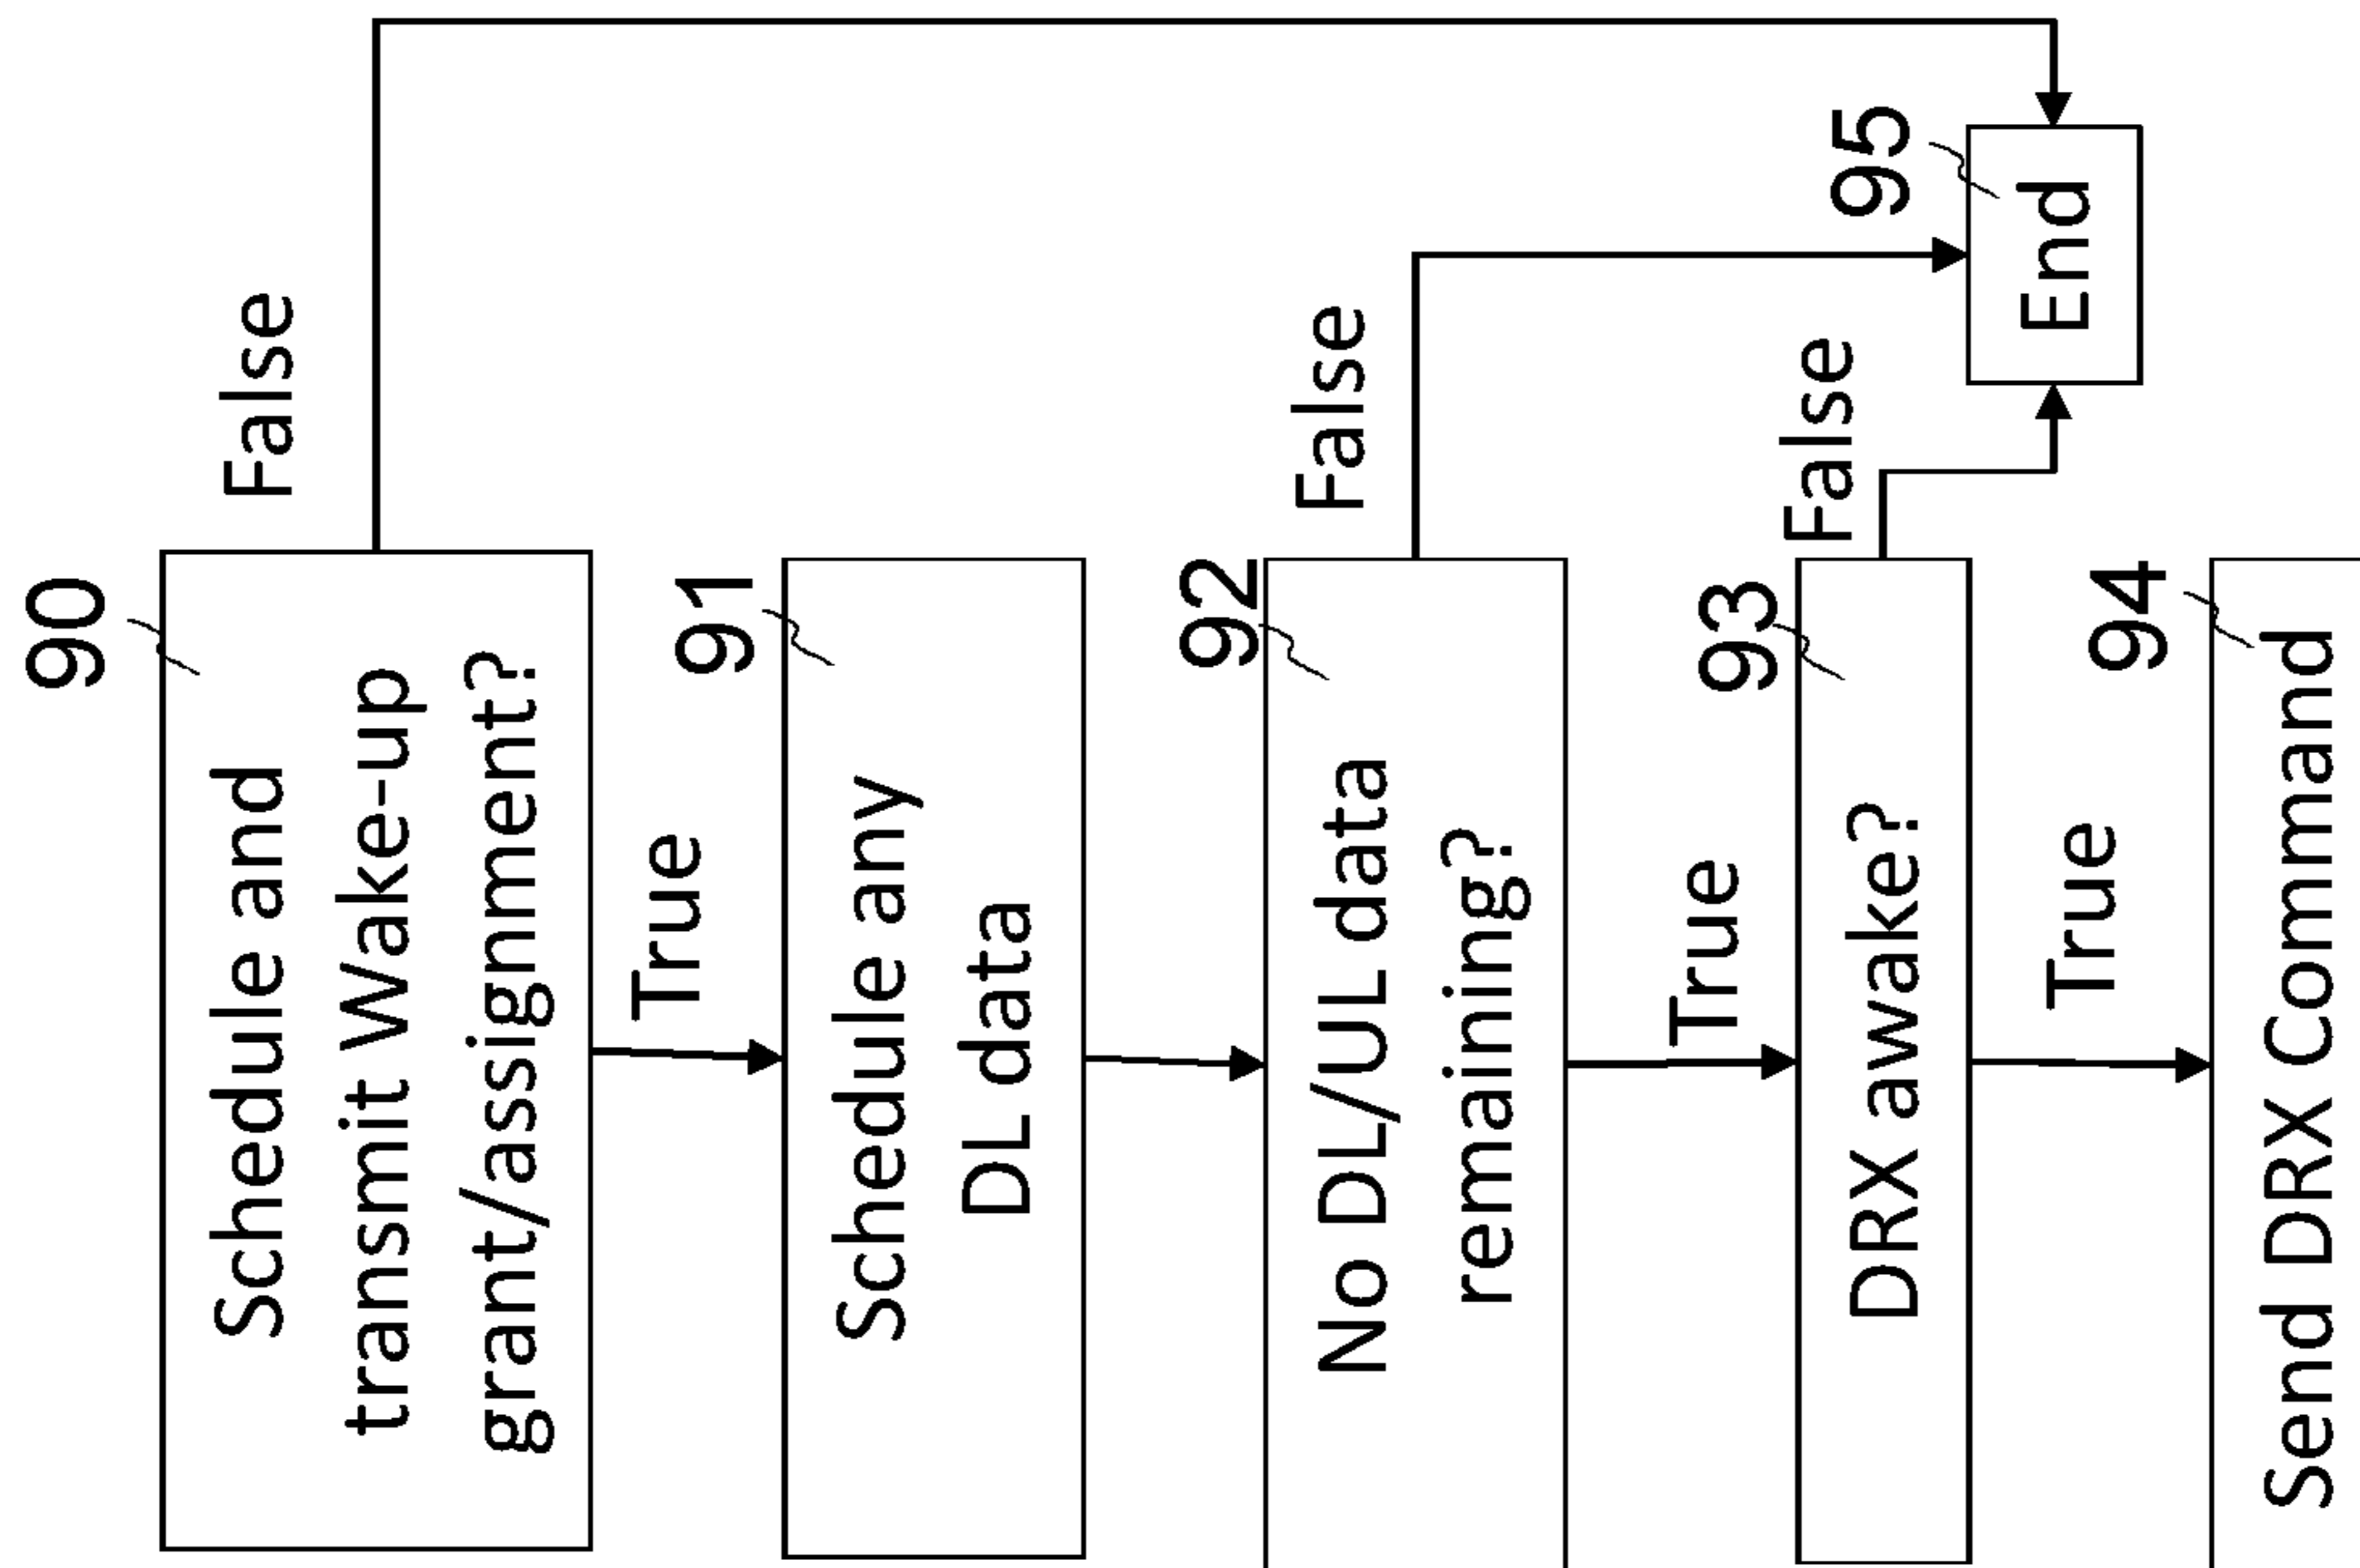 90
Schedule and
transmit Wake-up
grant/assignment?
False
True
91
Schedule any
DL data
92
No DL/UL data
remaining?
False
True
93
DRX awake?
False
True
94
Send DRX Command
95
End